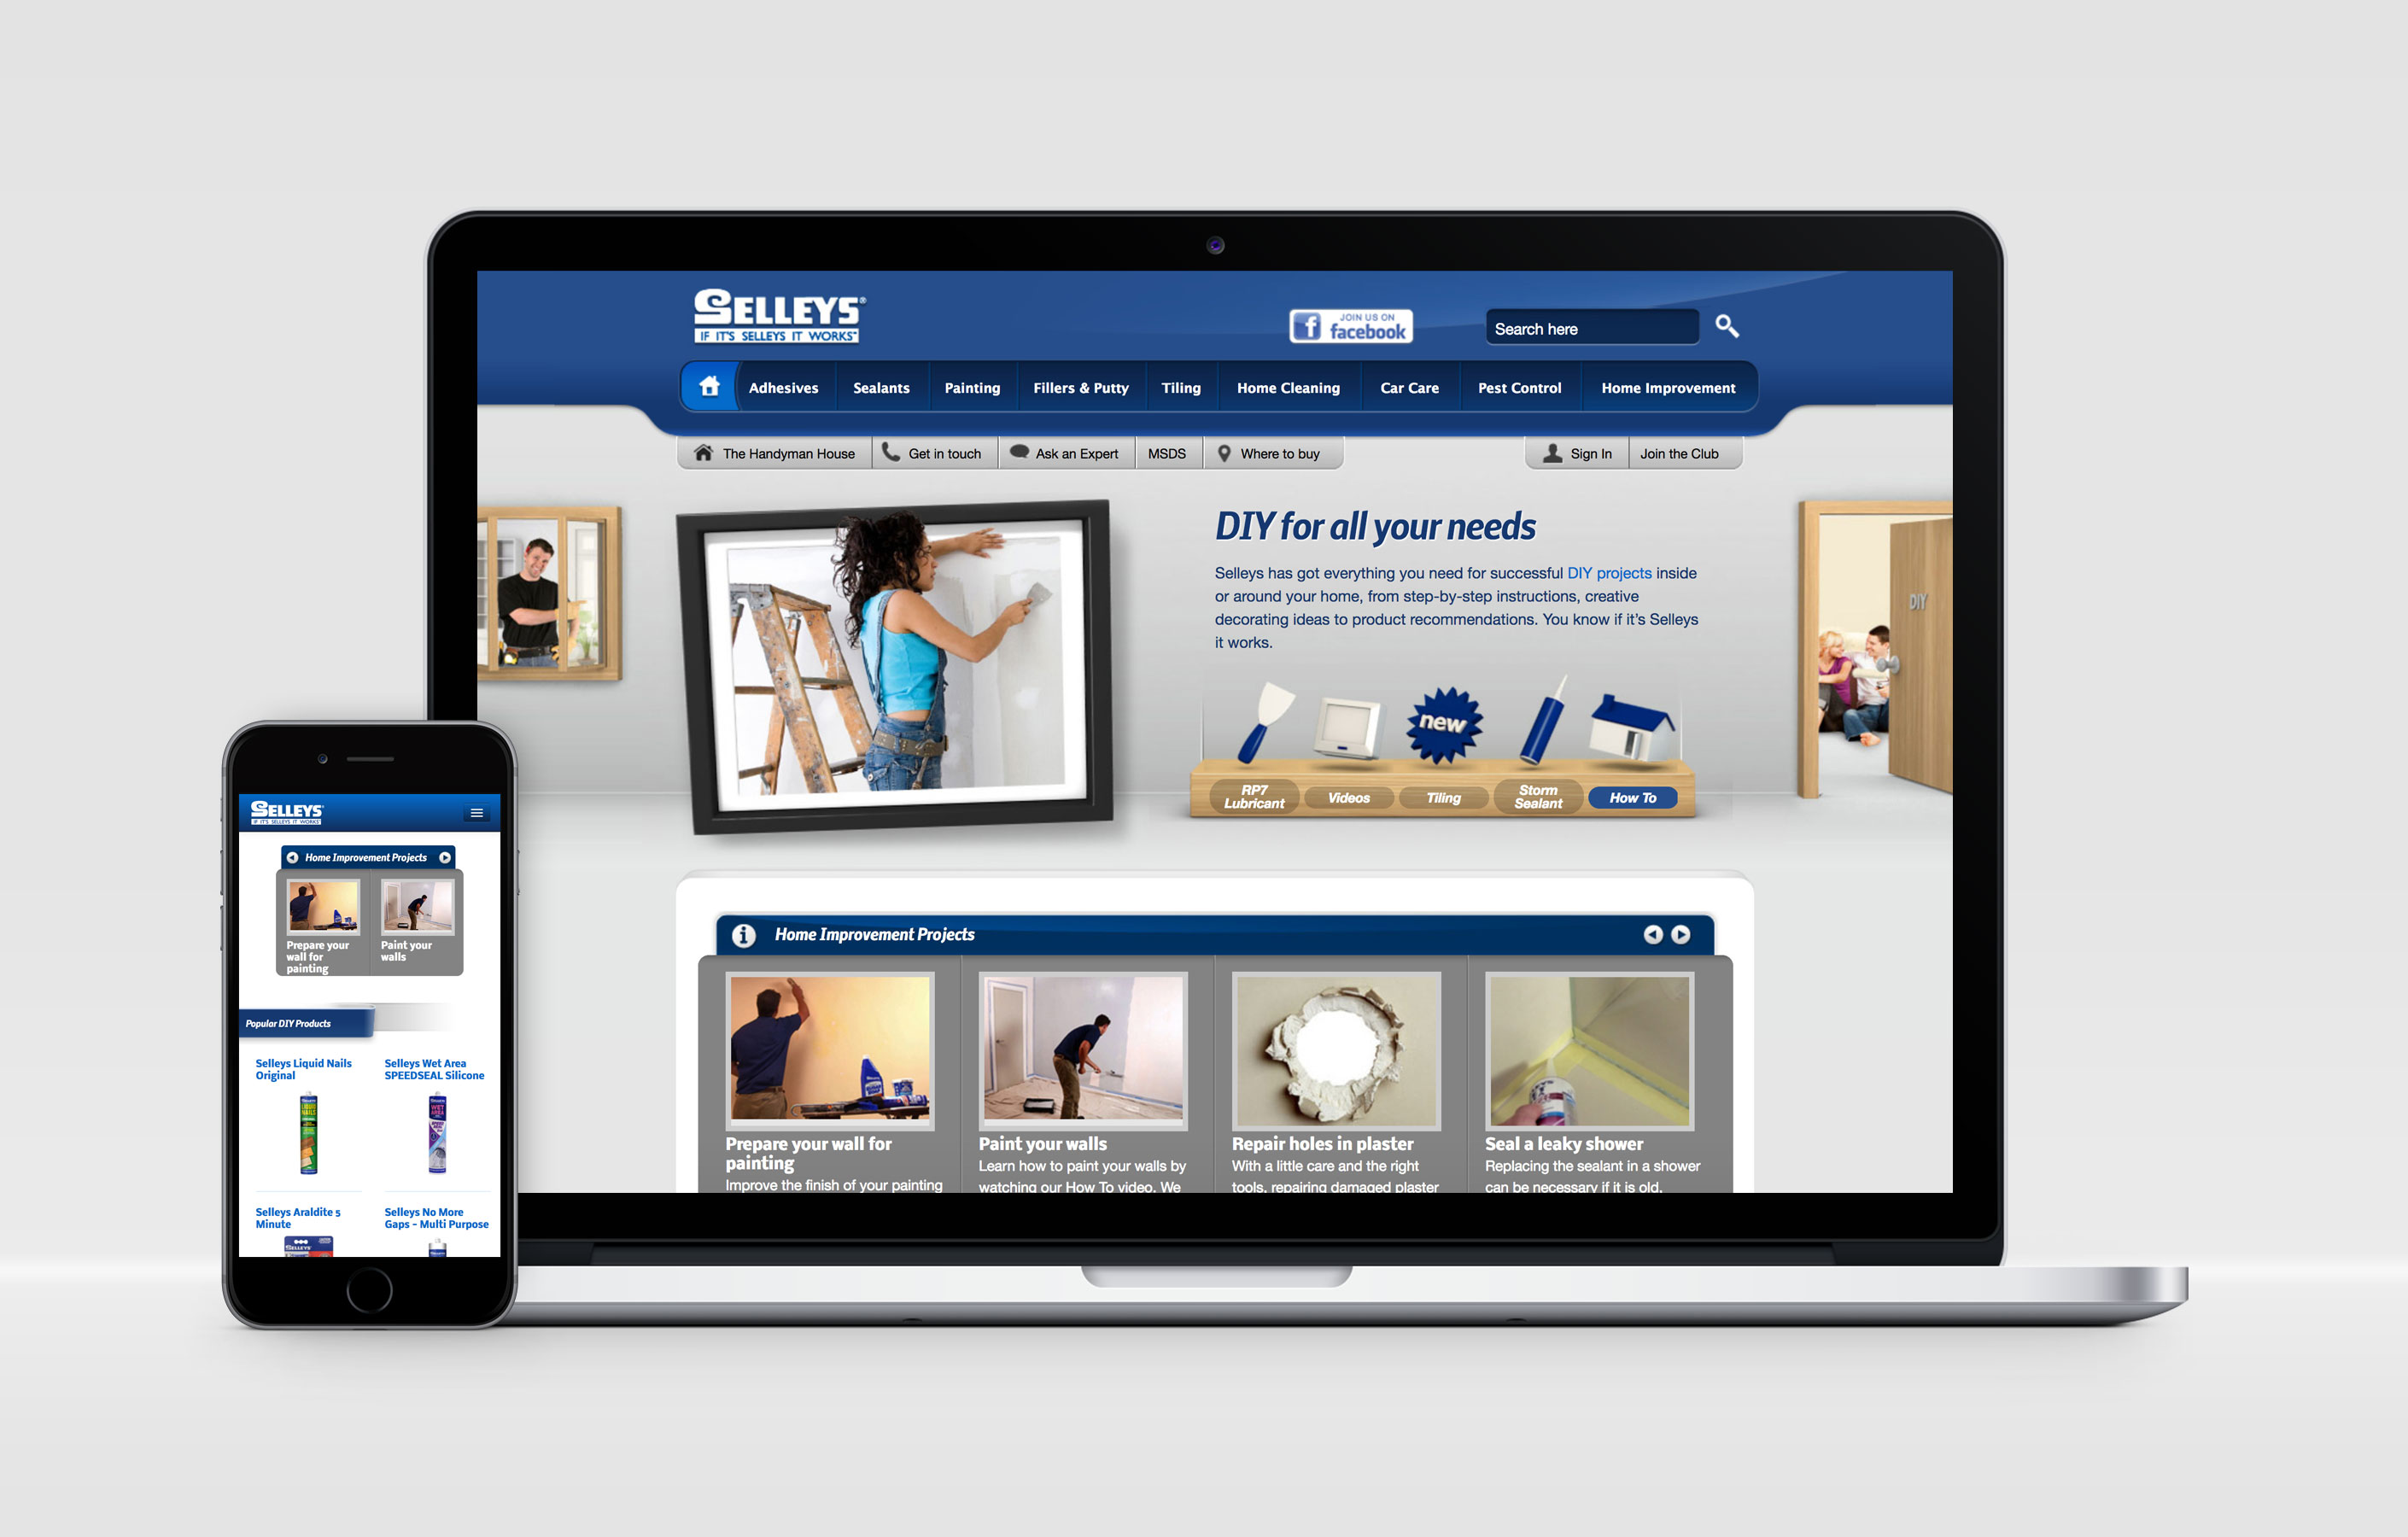 SELLEYS®
IF IT'S SELLEYS IT WORKS™
JOIN US ON
facebook
Search here
Adhesives
Sealants
Painting
Fillers & Putty
Tiling
Home Cleaning
Car Care
Pest Control
Home Improvement
The Handyman House
Get in touch
Ask an Expert
MSDS
Where to buy
Sign In
Join the Club
DIY for all your needs
Selleys has got everything you need for successful DIY projects inside
or around your home, from step-by-step instructions, creative
decorating ideas to product recommendations. You know if it's Selleys
it works.
DIY
new
RP7
Lubricant
Videos
Tiling
Storm
Sealant
How To
Home Improvement Projects
Prepare your wall for
painting
Improve the finish of your painting
Paint your walls
Learn how to paint your walls by
watching our How To video. We
Repair holes in plaster
With a little care and the right
tools, repairing damaged plaster
Seal a leaky shower
Replacing the sealant in a shower
can be necessary if it is old,
SELLEYS
IF IT'S SELLEYS IT WORKS
Home Improvement Projects
Prepare your
wall for
painting
Paint your
walls
Popular DIY Products
Selleys Liquid Nails
Original
Selleys Wet Area
SPEEDSEAL Silicone
LIQUID
NAILS
WET
AREA
Selleys Araldite 5
Minute
Selleys No More
Gaps - Multi Purpose
SELLEYS